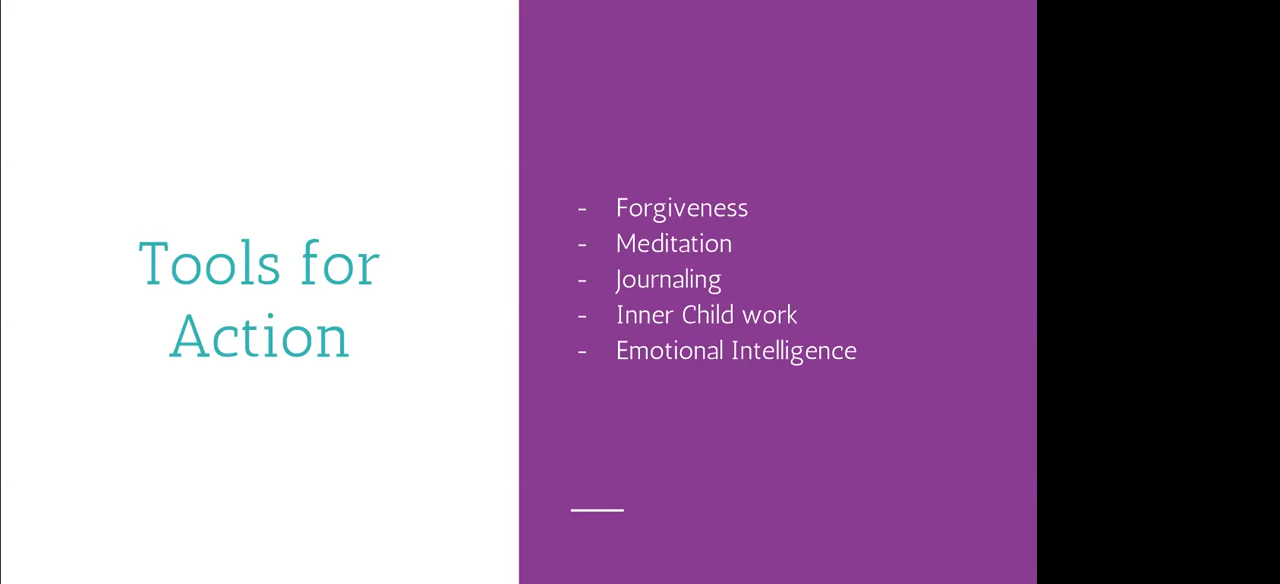 Tools for
Action
- Forgiveness
- Meditation
- Journaling
- Inner Child work
- Emotional Intelligence